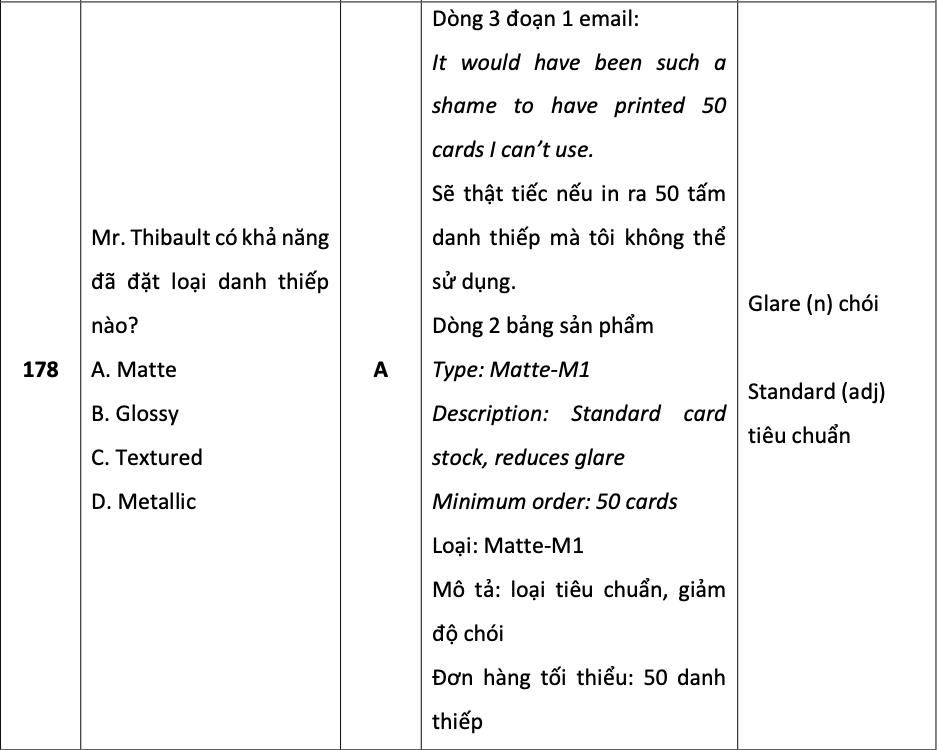 178
Mr. Thibault có khả năng
đã đặt loại danh thiếp
nào?
A. Matte
B. Glossy
C. Textured
D. Metallic
A
Dòng 3 đoạn 1 email:
It would have been such a
shame to have printed 50
cards I can’t use.
Sẽ thật tiếc nếu in ra 50 tấm
danh thiếp mà tôi không thể
sử dụng.
Dòng 2 bảng sản phẩm
Type: Matte-M1
Description: Standard card
stock, reduces glare
Minimum order: 50 cards
Loại: Matte-M1
Mô tả: loại tiêu chuẩn, giảm
độ chói
Đơn hàng tối thiểu: 50 danh
thiếp
Glare (n) chói
Standard (adj)
tiêu chuẩn